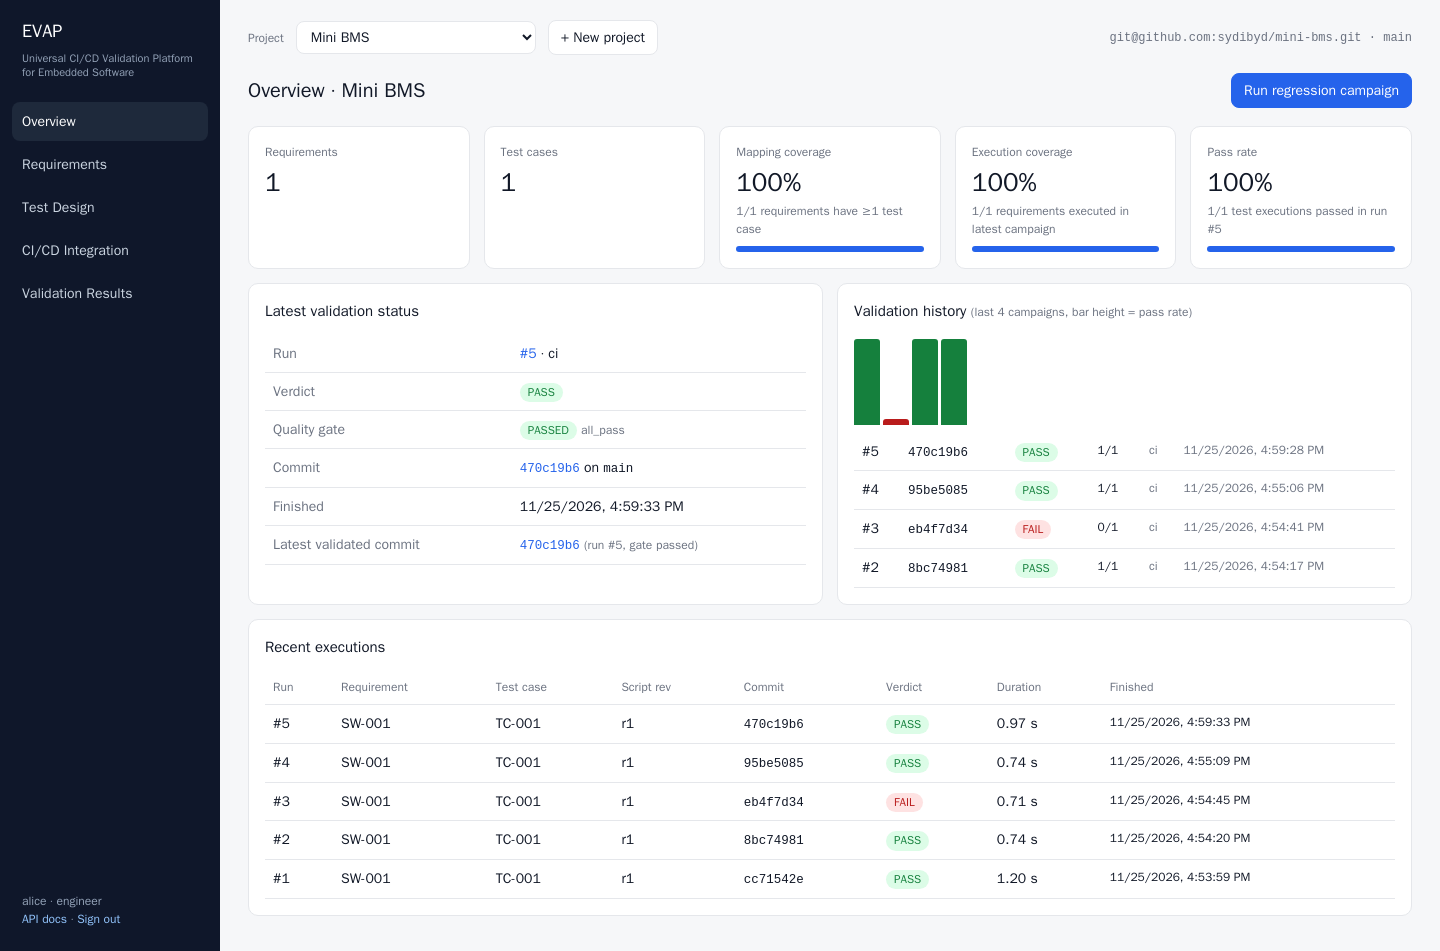 EVAP
Universal CI/CD Validation Platform
for Embedded Software
Overview
Requirements
Test Design
CI/CD Integration
Validation Results
alice · engineer
API docs · Sign out
Project Mini BMS + New project git@github.com:sydibyd/mini-bms.git · main
Overview · Mini BMS Run regression campaign
Requirements
1
Test cases
1
Mapping coverage
100%
1/1 requirements have ≥1 test
case
Execution coverage
100%
1/1 requirements executed in
latest campaign
Pass rate
100%
1/1 test executions passed in run
#5
Latest validation status
Run #5 · ci
Verdict PASS
Quality gate PASSED all_pass
Commit 470c19b6 on main
Finished 11/25/2026, 4:59:33 PM
Latest validated commit 470c19b6 (run #5, gate passed)
Validation history (last 4 campaigns, bar height = pass rate)
#5 470c19b6 PASS 1/1 ci 11/25/2026, 4:59:28 PM
#4 95be5085 PASS 1/1 ci 11/25/2026, 4:55:06 PM
#3 eb4f7d34 FAIL 0/1 ci 11/25/2026, 4:54:41 PM
#2 8bc74981 PASS 1/1 ci 11/25/2026, 4:54:17 PM
Recent executions
Run Requirement Test case Script rev Commit Verdict Duration Finished
#5 SW-001 TC-001 r1 470c19b6 PASS 0.97 s 11/25/2026, 4:59:33 PM
#4 SW-001 TC-001 r1 95be5085 PASS 0.74 s 11/25/2026, 4:55:09 PM
#3 SW-001 TC-001 r1 eb4f7d34 FAIL 0.71 s 11/25/2026, 4:54:45 PM
#2 SW-001 TC-001 r1 8bc74981 PASS 0.74 s 11/25/2026, 4:54:20 PM
#1 SW-001 TC-001 r1 cc71542e PASS 1.20 s 11/25/2026, 4:53:59 PM